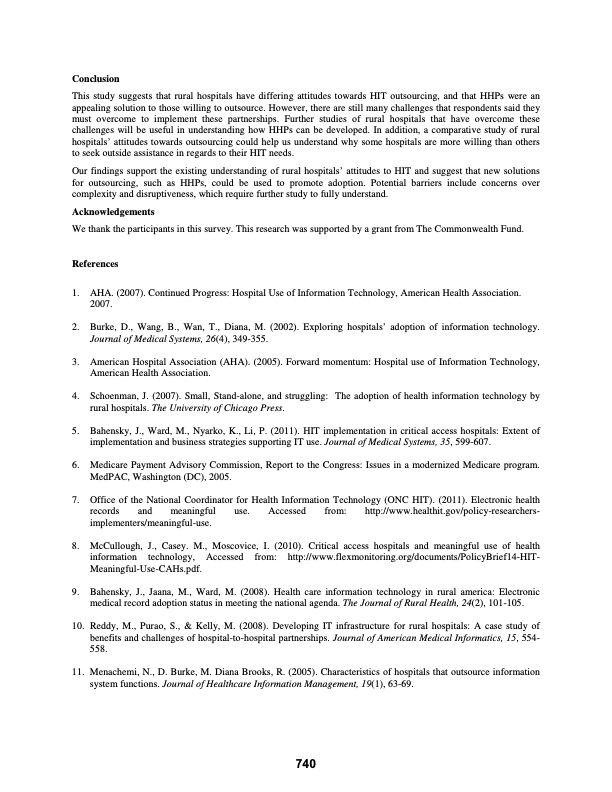 Conclusion
This study suggests that rural hospitals have differing attitudes towards HIT outsourcing, and that HHPs were an
appealing solution to those willing to outsource. However, there are still many challenges that respondents said they
must overcome to implement these partnerships. Further studies of rural hospitals that have overcome these
challenges will be useful in understanding how HHPs can be developed. In addition, a comparative study of rural
hospitals' attitudes towards outsourcing could help us understand why some hospitals are more willing than others
to seek outside assistance in regards to their HIT needs.
Our findings support the existing understanding of rural hospitals' attitudes to HIT and suggest that new solutions
for outsourcing, such as HHPs, could be used to promote adoption. Potential barriers include concerns over
complexity and disruptiveness, which require further study to fully understand.
Acknowledgements
We thank the participants in this survey. This research was supported by a grant from The Commonwealth Fund.
References
1. AHA. (2007). Continued Progress: Hospital Use of Information Technology, American Health Association.
2007.
2. Burke, D., Wang, B., Wan, T., Diana, M. (2002). Exploring hospitals' adoption of information technology.
Journal of Medical Systems, 26(4), 349-355.
3. American Hospital Association (AHA). (2005). Forward momentum: Hospital use of Information Technology,
American Health Association.
4. Schoenman, J. (2007). Small, Stand-alone, and struggling: The adoption of health information technology by
rural hospitals. The University of Chicago Press.
5. Bahensky, J., Ward, M., Nyarko, K., Li, P. (2011). HIT implementation in critical access hospitals: Extent of
implementation and business strategies supporting IT use. Journal of Medical Systems, 35, 599-607.
6. Medicare Payment Advisory Commission, Report to the Congress: Issues in a modernized Medicare program.
MedPAC, Washington (DC), 2005.
7. Office of the National Coordinator for Health Information Technology (ONC HIT). (2011). Electronic health
records and meaningful use. Accessed from: http://www.healthit.gov/policy-researchers-
implementers/meaningful-use.
8. McCullough, J., Casey. M., Moscovice, I. (2010). Critical access hospitals and meaningful use of health
information technology, Accessed from: http://www.flexmonitoring.org/documents/PolicyBrief14-HIT-
Meaningful-Use-CAHs.pdf.
9. Bahensky, J., Jaana, M., Ward, M. (2008). Health care information technology in rural america: Electronic
medical record adoption status in meeting the national agenda. The Journal of Rural Health, 24(2), 101-105.
10. Reddy, M., Purao, S., & Kelly, M. (2008). Developing IT infrastructure for rural hospitals: A case study of
benefits and challenges of hospital-to-hospital partnerships. Journal of American Medical Informatics, 15, 554-
558.
11. Menachemi, N., D. Burke, M. Diana Brooks, R. (2005). Characteristics of hospitals that outsource information
system functions. Journal of Healthcare Information Management, 19(1), 63-69.
740